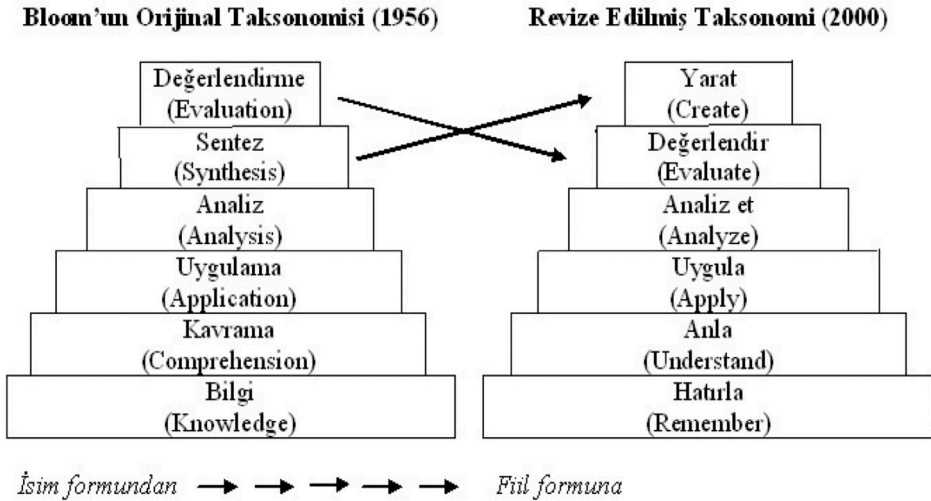 Bloom'un Orijinal Taksonomisi (1956)
Revize Edilmiş Taksonomi (2000)
Değerlendirme
(Evaluation)
Sentez
(Synthesis)
Analiz
(Analysis)
Uygulama
(Application)
Kavrama
(Comprehension)
Bilgi
(Knowledge)
Yarat
(Create)
Değerlendir
(Evaluate)
Analiz et
(Analyze)
Uygula
(Apply)
Anla
(Understand)
Hatırla
(Remember)
İsim formundan
Fiil formuna